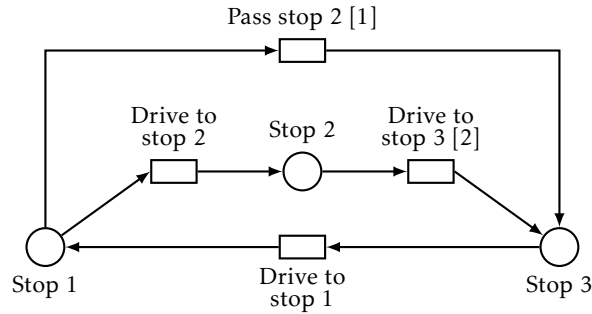 Pass stop 2 [1]
Drive to
stop 2
Stop 2
Drive to
stop 3 [2]
Stop 1
Drive to
stop 1
Stop 3